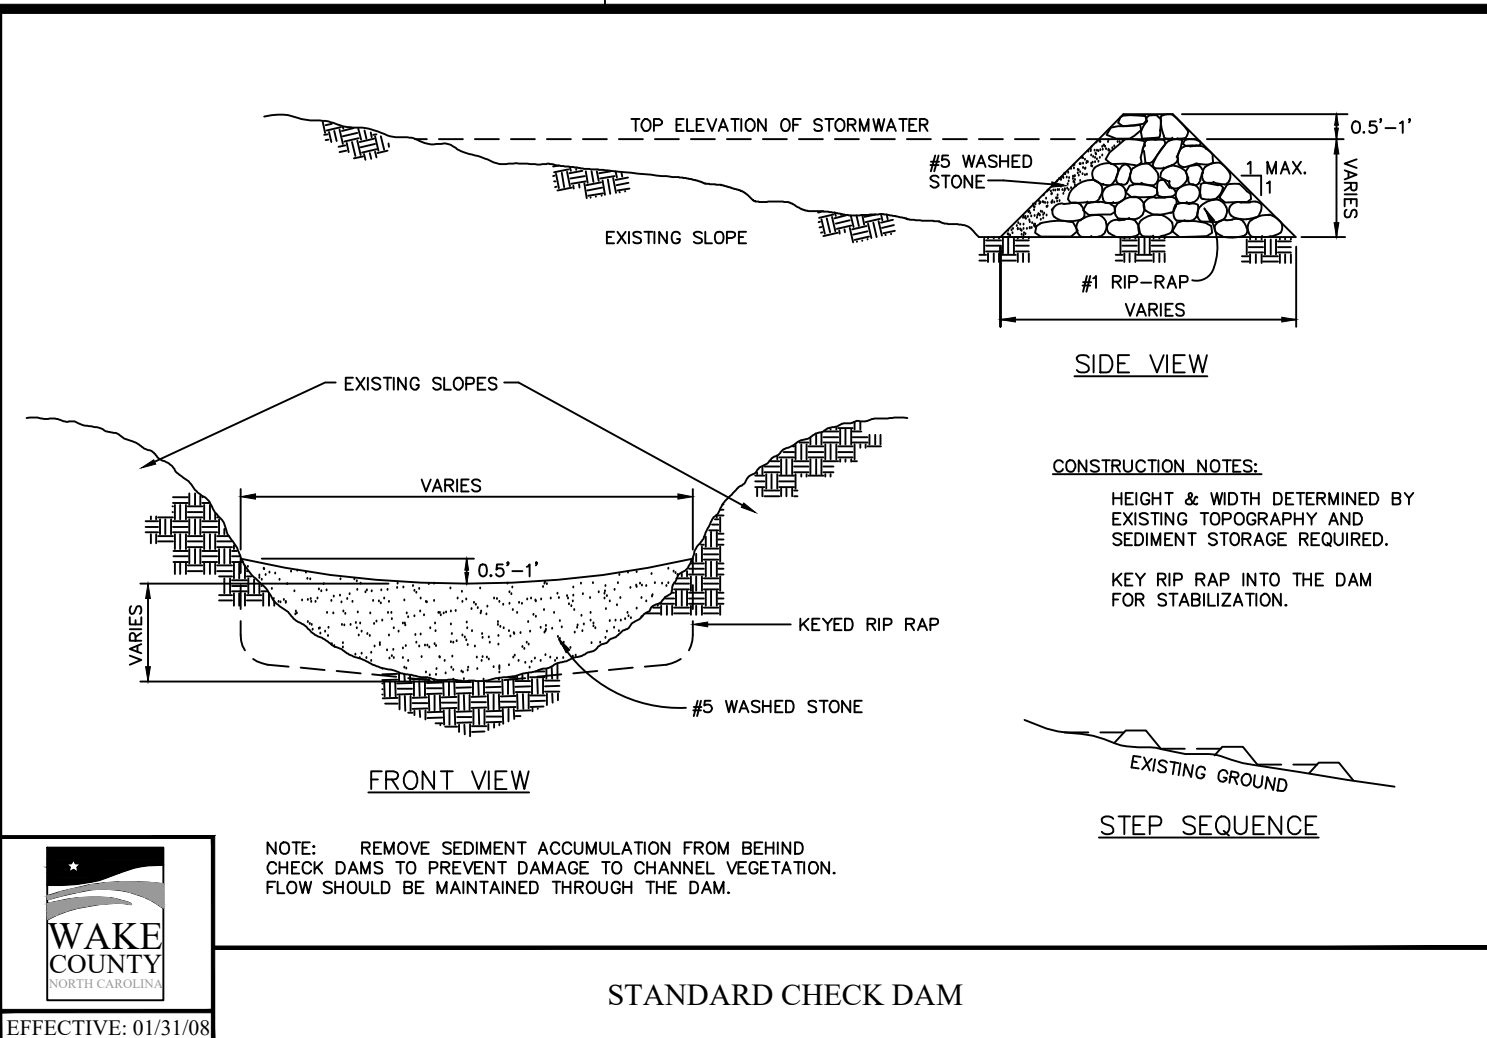 TOP ELEVATION OF STORMWATER
0.5'-1'
#5 WASHED
STONE
1 MAX.
1
VARIES
EXISTING SLOPE
#1 RIP-RAP
VARIES
SIDE VIEW
EXISTING SLOPES
VARIES
0.5'-1'
VARIES
KEYED RIP RAP
#5 WASHED STONE
FRONT VIEW
CONSTRUCTION NOTES:
HEIGHT & WIDTH DETERMINED BY
EXISTING TOPOGRAPHY AND
SEDIMENT STORAGE REQUIRED.
KEY RIP RAP INTO THE DAM
FOR STABILIZATION.
EXISTING GROUND
STEP SEQUENCE
NOTE: REMOVE SEDIMENT ACCUMULATION FROM BEHIND
CHECK DAMS TO PREVENT DAMAGE TO CHANNEL VEGETATION.
FLOW SHOULD BE MAINTAINED THROUGH THE DAM.
WAKE
COUNTY
NORTH CAROLINA
EFFECTIVE: 01/31/08
STANDARD CHECK DAM